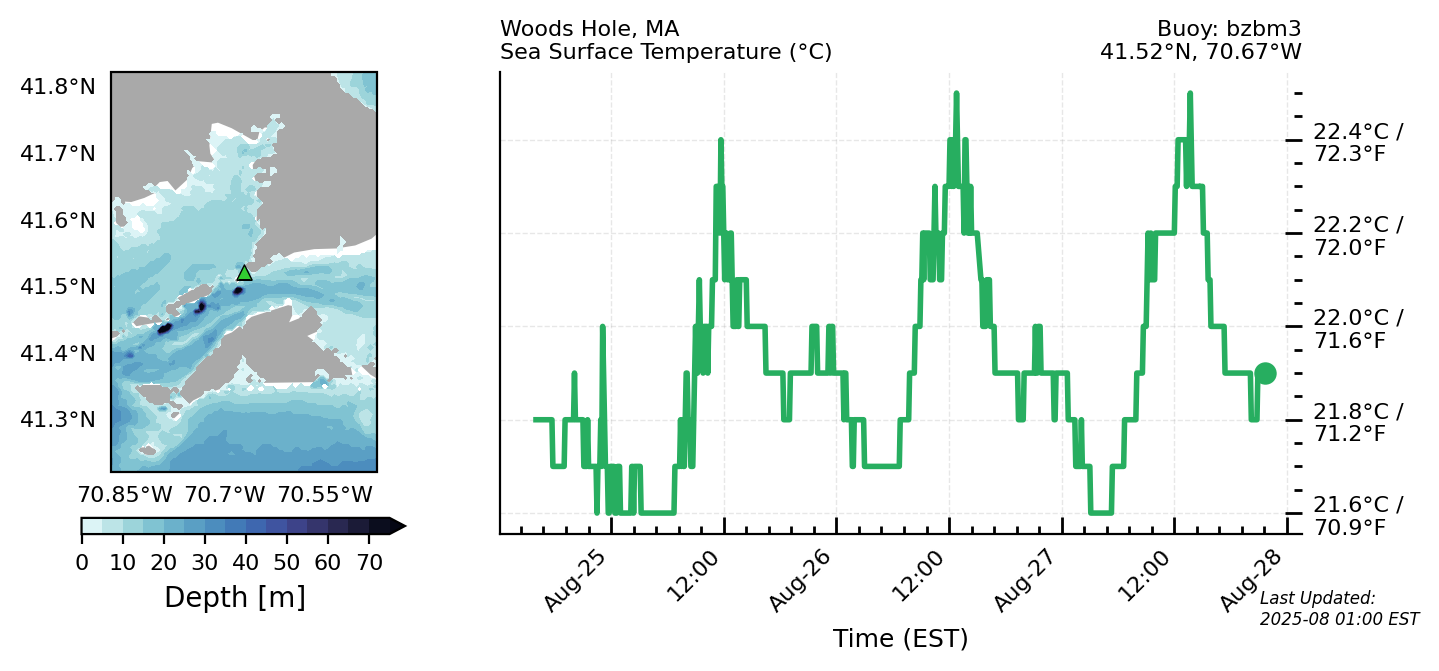 Woods Hole, MA
Sea Surface Temperature (°C)
Buoy: bzbm3
41.52°N, 70.67°W
41.8°N
41.7°N
41.6°N
41.5°N
41.4°N
41.3°N
70.85°W 70.7°W 70.55°W
0 10 20 30 40 50 60 70
Depth [m]
22.4°C /
72.3°F
22.2°C /
72.0°F
22.0°C /
71.6°F
21.8°C /
71.2°F
21.6°C /
70.9°F
Aug-25 12:00 Aug-26 12:00 Aug-27 12:00 Aug-28
Time (EST)
Last Updated:
2025-08 01:00 EST